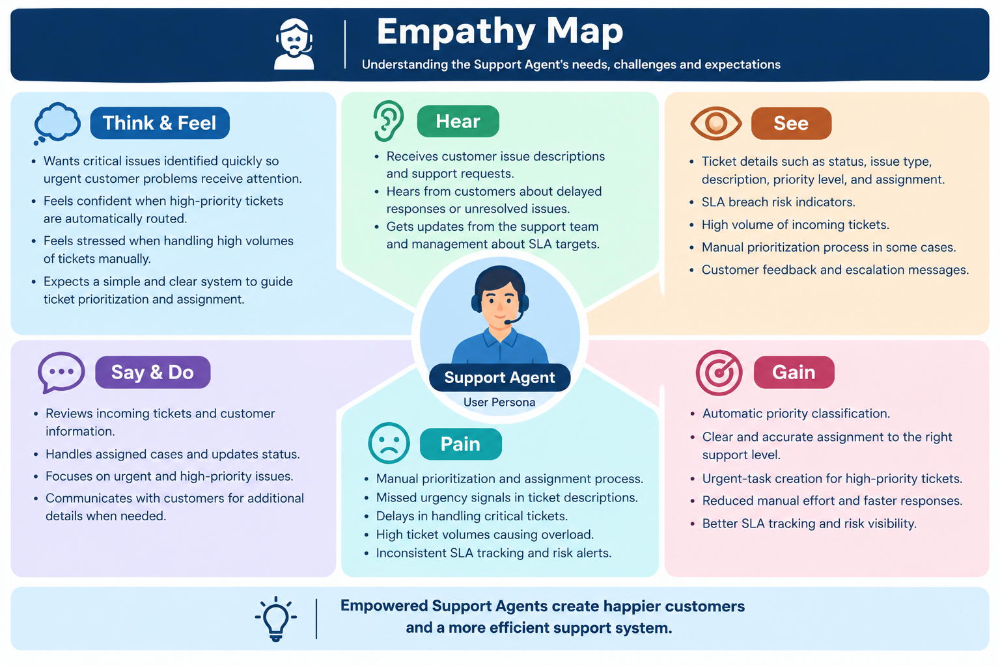 Empathy Map
Understanding the Support Agent's needs, challenges and expectations
Think & Feel
• Wants critical issues identified quickly so
urgent customer problems receive attention.
• Feels confident when high-priority tickets
are automatically routed.
• Feels stressed when handling high volumes
of tickets manually.
• Expects a simple and clear system to guide
ticket prioritization and assignment.
Hear
• Receives customer issue descriptions
and support requests.
• Hears from customers about delayed
responses or unresolved issues.
• Gets updates from the support team
and management about SLA targets.
See
• Ticket details such as status, issue type,
description, priority level, and assignment.
• SLA breach risk indicators.
• High volume of incoming tickets.
• Manual prioritization process in some cases.
• Customer feedback and escalation messages.
Support Agent
User Persona
Say & Do
• Reviews incoming tickets and customer
information.
• Handles assigned cases and updates status.
• Focuses on urgent and high-priority issues.
• Communicates with customers for additional
details when needed.
Pain
• Manual prioritization and assignment process.
• Missed urgency signals in ticket descriptions.
• Delays in handling critical tickets.
• High ticket volumes causing overload.
• Inconsistent SLA tracking and risk alerts.
Gain
• Automatic priority classification.
• Clear and accurate assignment to the right
support level.
• Urgent-task creation for high-priority tickets.
• Reduced manual effort and faster responses.
• Better SLA tracking and risk visibility.
Empowered Support Agents create happier customers
and a more efficient support system.